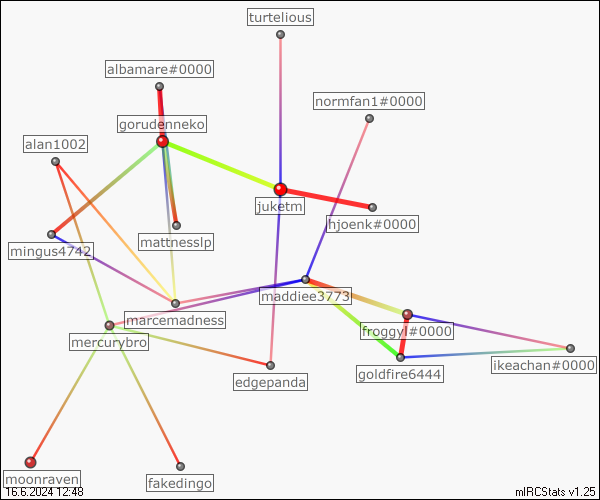 turtelious
albamare#0000
normfan1#0000
gorudenneko
alan1002
juketm
hjoenk#0000
mattnesslp
mingus4742
maddiee3773
marcemadness
froggyj#0000
mercurybro
ikeachan#0000
goldfire6444
edgepanda
moonraven
fakedingo
16.6.2024 12:48
mIRCStats v1.25